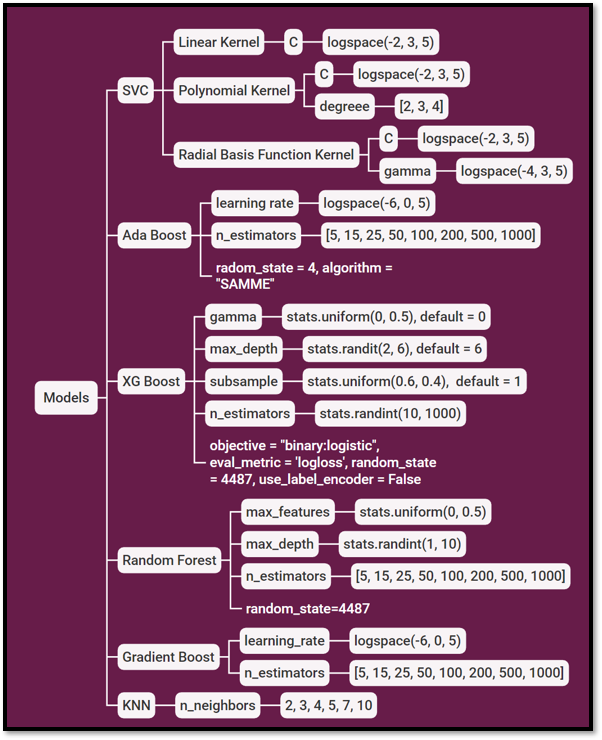 Linear Kernel C logspace(-2, 3, 5)
C logspace(-2, 3, 5)
SVC Polynomial Kernel
degreee [2, 3, 4]
C logspace(-2, 3, 5)
Radial Basis Function Kernel
gamma logspace(-4, 3, 5)
learning rate logspace(-6, 0, 5)
Ada Boost n_estimators [5, 15, 25, 50, 100, 200, 500, 1000]
radom_state = 4, algorithm =
"SAMME"
gamma stats.uniform(0, 0.5), default = 0
max_depth stats.randit(2, 6), default = 6
XG Boost subsample stats.uniform(0.6, 0.4), default = 1
Models
n_estimators stats.randint(10, 1000)
objective = "binary:logistic",
eval_metric = 'logloss', random_state
= 4487, use_label_encoder = False
max_features stats.uniform(0, 0.5)
max_depth stats.randint(1, 10)
Random Forest
n_estimators [5, 15, 25, 50, 100, 200, 500, 1000]
random_state=4487
learning_rate logspace(-6, 0, 5)
Gradient Boost
n_estimators [5, 15, 25, 50, 100, 200, 500, 1000]
KNN n_neighbors 2, 3, 4, 5, 7, 10